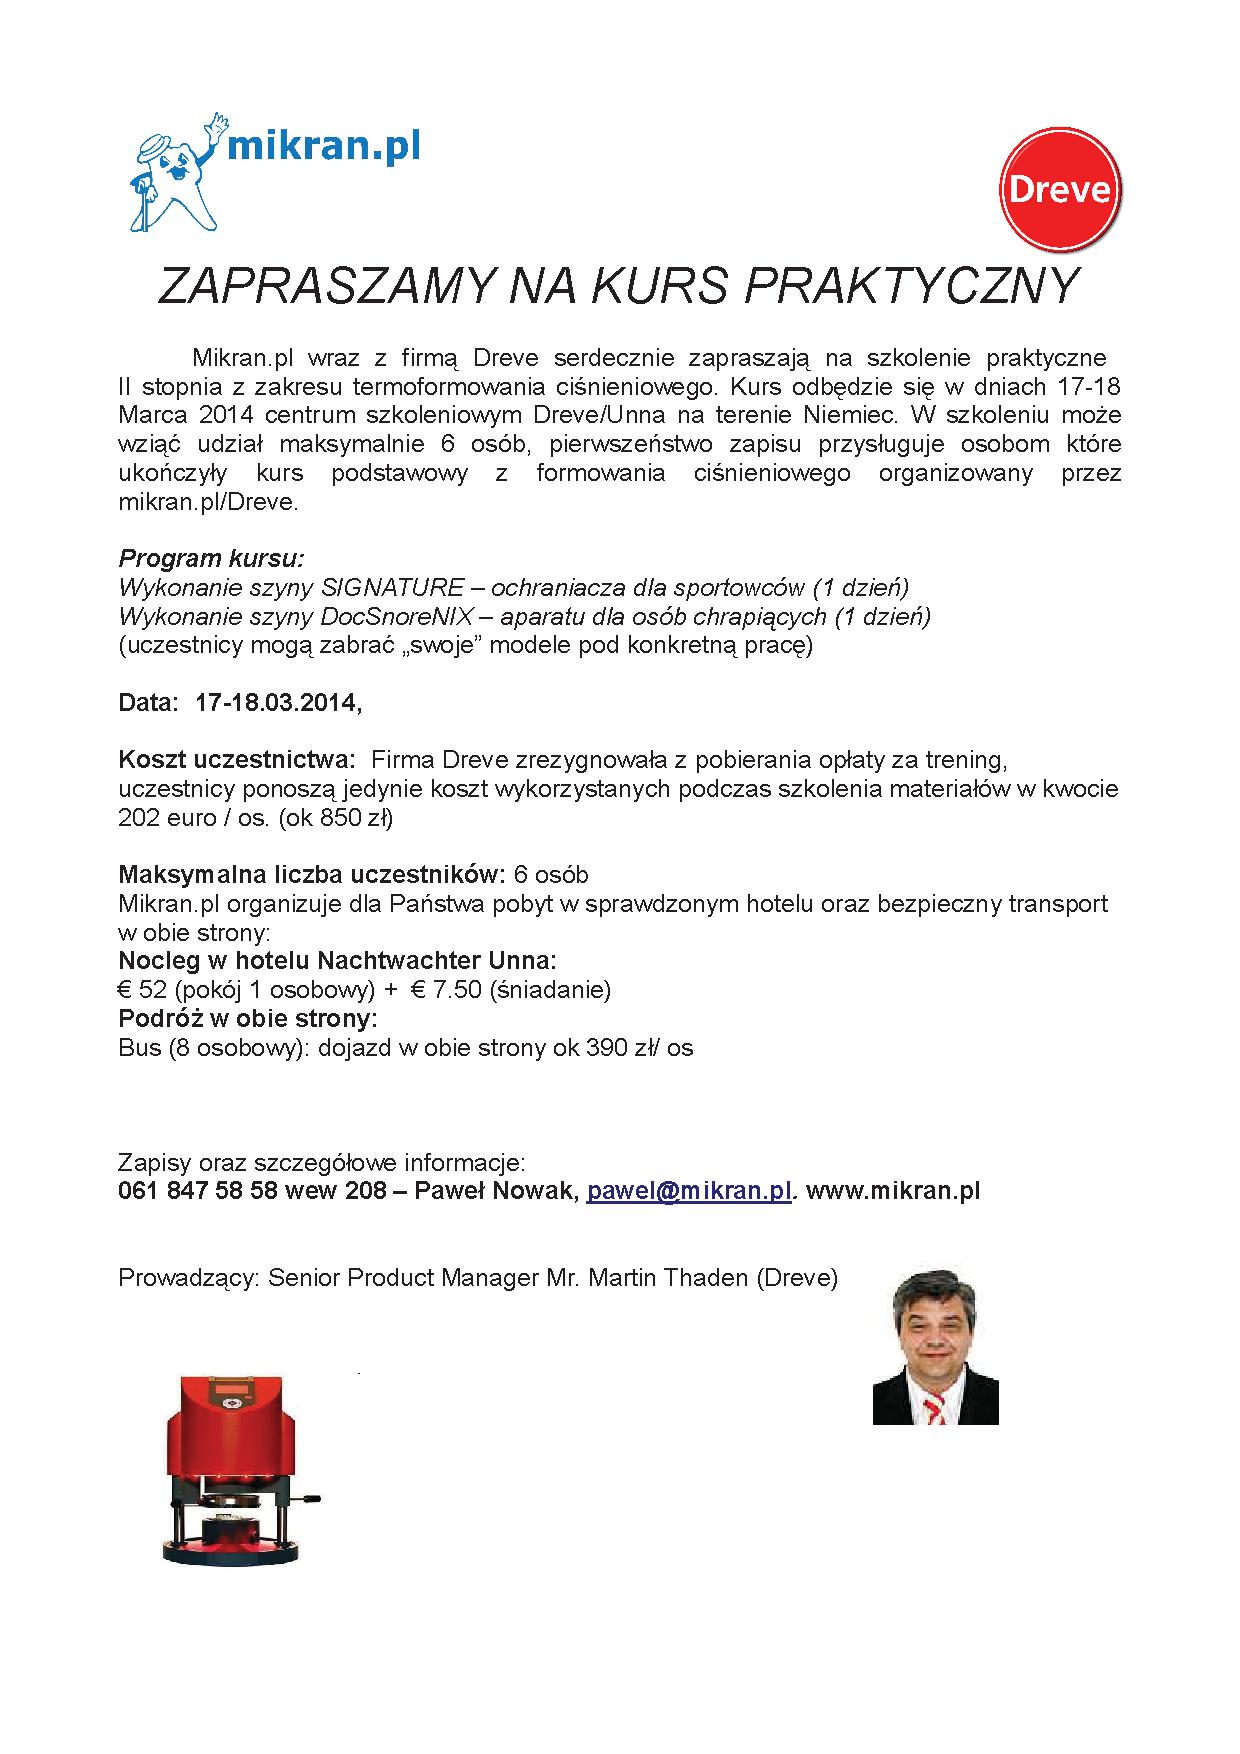 mikran.pl
Dreve
ZAPRASZAMY NA KURS PRAKTYCZNY
Mikran.pl wraz z firmą Dreve serdecznie zapraszają na szkolenie praktyczne
II stopnia z zakresu termoformowania ciśnieniowego. Kurs odbędzie się w dniach 17-18
Marca 2014 centrum szkoleniowym Dreve/Unna na terenie Niemiec. W szkoleniu może
wziąć udział maksymalnie 6 osób, pierwszeństwo zapisu przysługuje osobom które
ukończyły kurs podstawowy z formowania ciśnieniowego organizowany przez
mikran.pl/Dreve.
Program kursu:
Wykonanie szyny SIGNATURE – ochraniacza dla sportowców (1 dzień)
Wykonanie szyny DocSnoreNIX – aparatu dla osób chrapiących (1 dzień)
(uczestnicy mogą zabrać „swoje” modele pod konkretną pracę)
Data: 17-18.03.2014,
Koszt uczestnictwa: Firma Dreve zrezygnowała z pobierania opłaty za trening,
uczestnicy ponoszą jedynie koszt wykorzystanych podczas szkolenia materiałów w kwocie
202 euro / os. (ok 850 zł)
Maksymalna liczba uczestników: 6 osób
Mikran.pl organizuje dla Państwa pobyt w sprawdzonym hotelu oraz bezpieczny transport
w obie strony:
Nocleg w hotelu Nachtwachter Unna:
€ 52 (pokój 1 osobowy) + € 7.50 (śniadanie)
Podróż w obie strony:
Bus (8 osobowy): dojazd w obie strony ok 390 zł/ os
Zapisy oraz szczegółowe informacje:
061 847 58 58 wew 208 – Paweł Nowak, pawel@mikran.pl. www.mikran.pl
Prowadzący: Senior Product Manager Mr. Martin Thaden (Dreve)